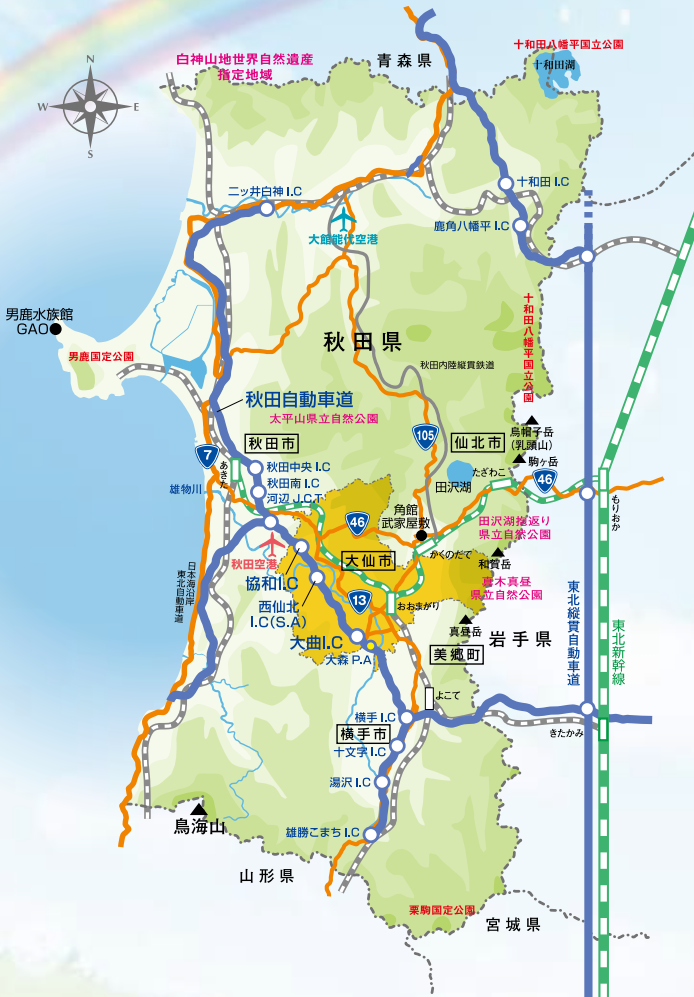 白神山地世界自然遺産
指定地域
青森県
十和田八幡平国立公園
十和田湖
N
W
E
S
十和田 I.C
二ッ井白神 I.C
鹿角八幡平 I.C
大館能代空港
男鹿水族館
GAO
男鹿国定公園
秋田県
十和田八幡平国立公園
秋田内陸縦貫鉄道
秋田自動車道
太平山県立自然公園
秋田市
105
仙北市
烏帽子岳
(乳頭山)
駒ヶ岳
7
あきた
秋田中央 I.C
秋田南 I.C
河辺 J.C.T
雄物川
田沢湖
たざわこ
46
もりおか
46
角館
武家屋敷
田沢湖抱返り
県立自然公園
かくのだて
大仙市
和賀岳
秋田空港
協和I.C
西仙北
I.C(S.A)
13
おおまがり
真木真昼
県立自然公園
日本海沿岸
東北自動車道
大曲I.C
大森 P.A
真昼岳
美郷町
岩手県
東北縦貫自動車道
東北新幹線
よこて
横手 I.C
横手市
十文字 I.C
きたかみ
湯沢 I.C
鳥海山
雄勝こまち I.C
山形県
栗駒国定公園
宮城県